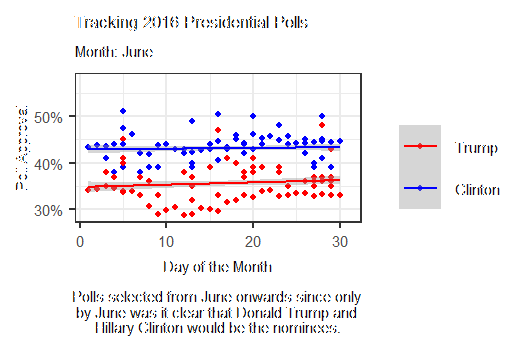 Tracking 2016 Presidential Polls
Month: June
Poll Approval
50%
40%
30%
0
10
20
30
Day of the Month
Trump
Clinton
Polls selected from June onwards since only
by June was it clear that Donald Trump and
Hillary Clinton would be the nominees.